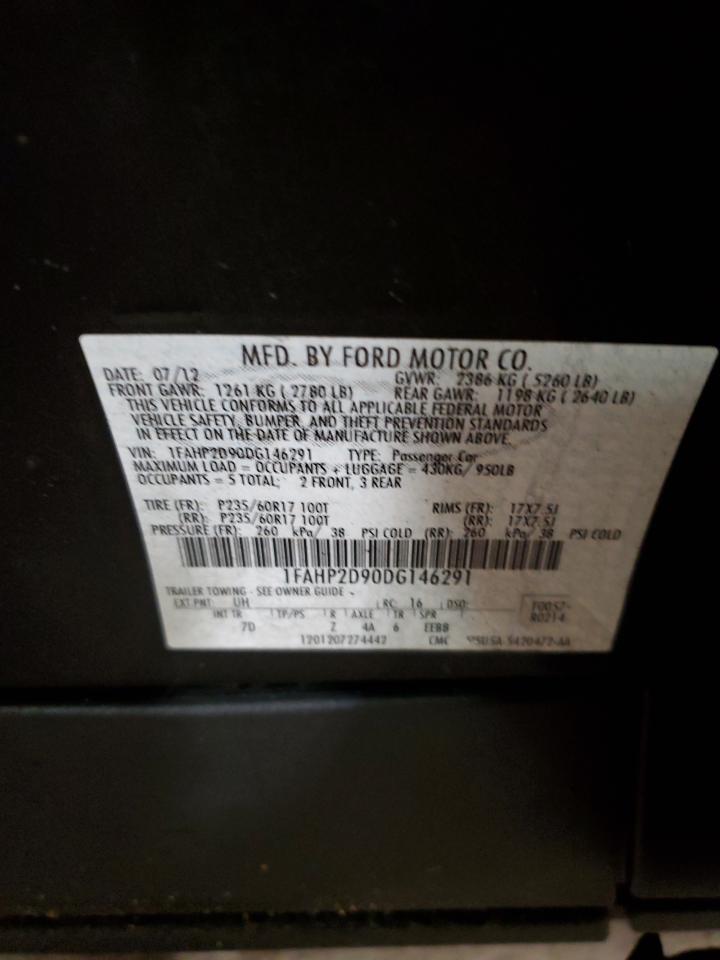 MFD. BY FORD MOTOR CO.
DATE: 07/12 GVWR: 2386 KG ( 5260 LB)
FRONT GAWR: 1261 KG ( 2780 LB) REAR GAWR: 1198 KG ( 2640 LB)
THIS VEHICLE CONFORMS TO ALL APPLICABLE FEDERAL MOTOR
VEHICLE SAFETY, BUMPER, AND THEFT PREVENTION STANDARDS
IN EFFECT ON THE DATE OF MANUFACTURE SHOWN ABOVE.
VIN: 1FAHP2D90DG146291 TYPE: Passenger Car
MAXIMUM LOAD = OCCUPANTS + LUGGAGE = 430KG/ 950LB
OCCUPANTS = 5 TOTAL; 2 FRONT, 3 REAR
TIRE (FR): P235/60R17 100T RIMS (FR): 17X7.5J
(RR): P235/60R17 100T (RR): 17X7.5J
PRESSURE (FR): 260 kPa/ 38 PSI COLD (RR): 260 kPa/ 38 PSI COLD
1FAHP2D90DG146291
TRAILER TOWING - SEE OWNER GUIDE -
EXT PNT: UH RC: 16 DSO: T0057-
INT TR TP/PS R AXLE TR SPR R0214
7D Z 4A 6 EEBB
1201207274442 CMC